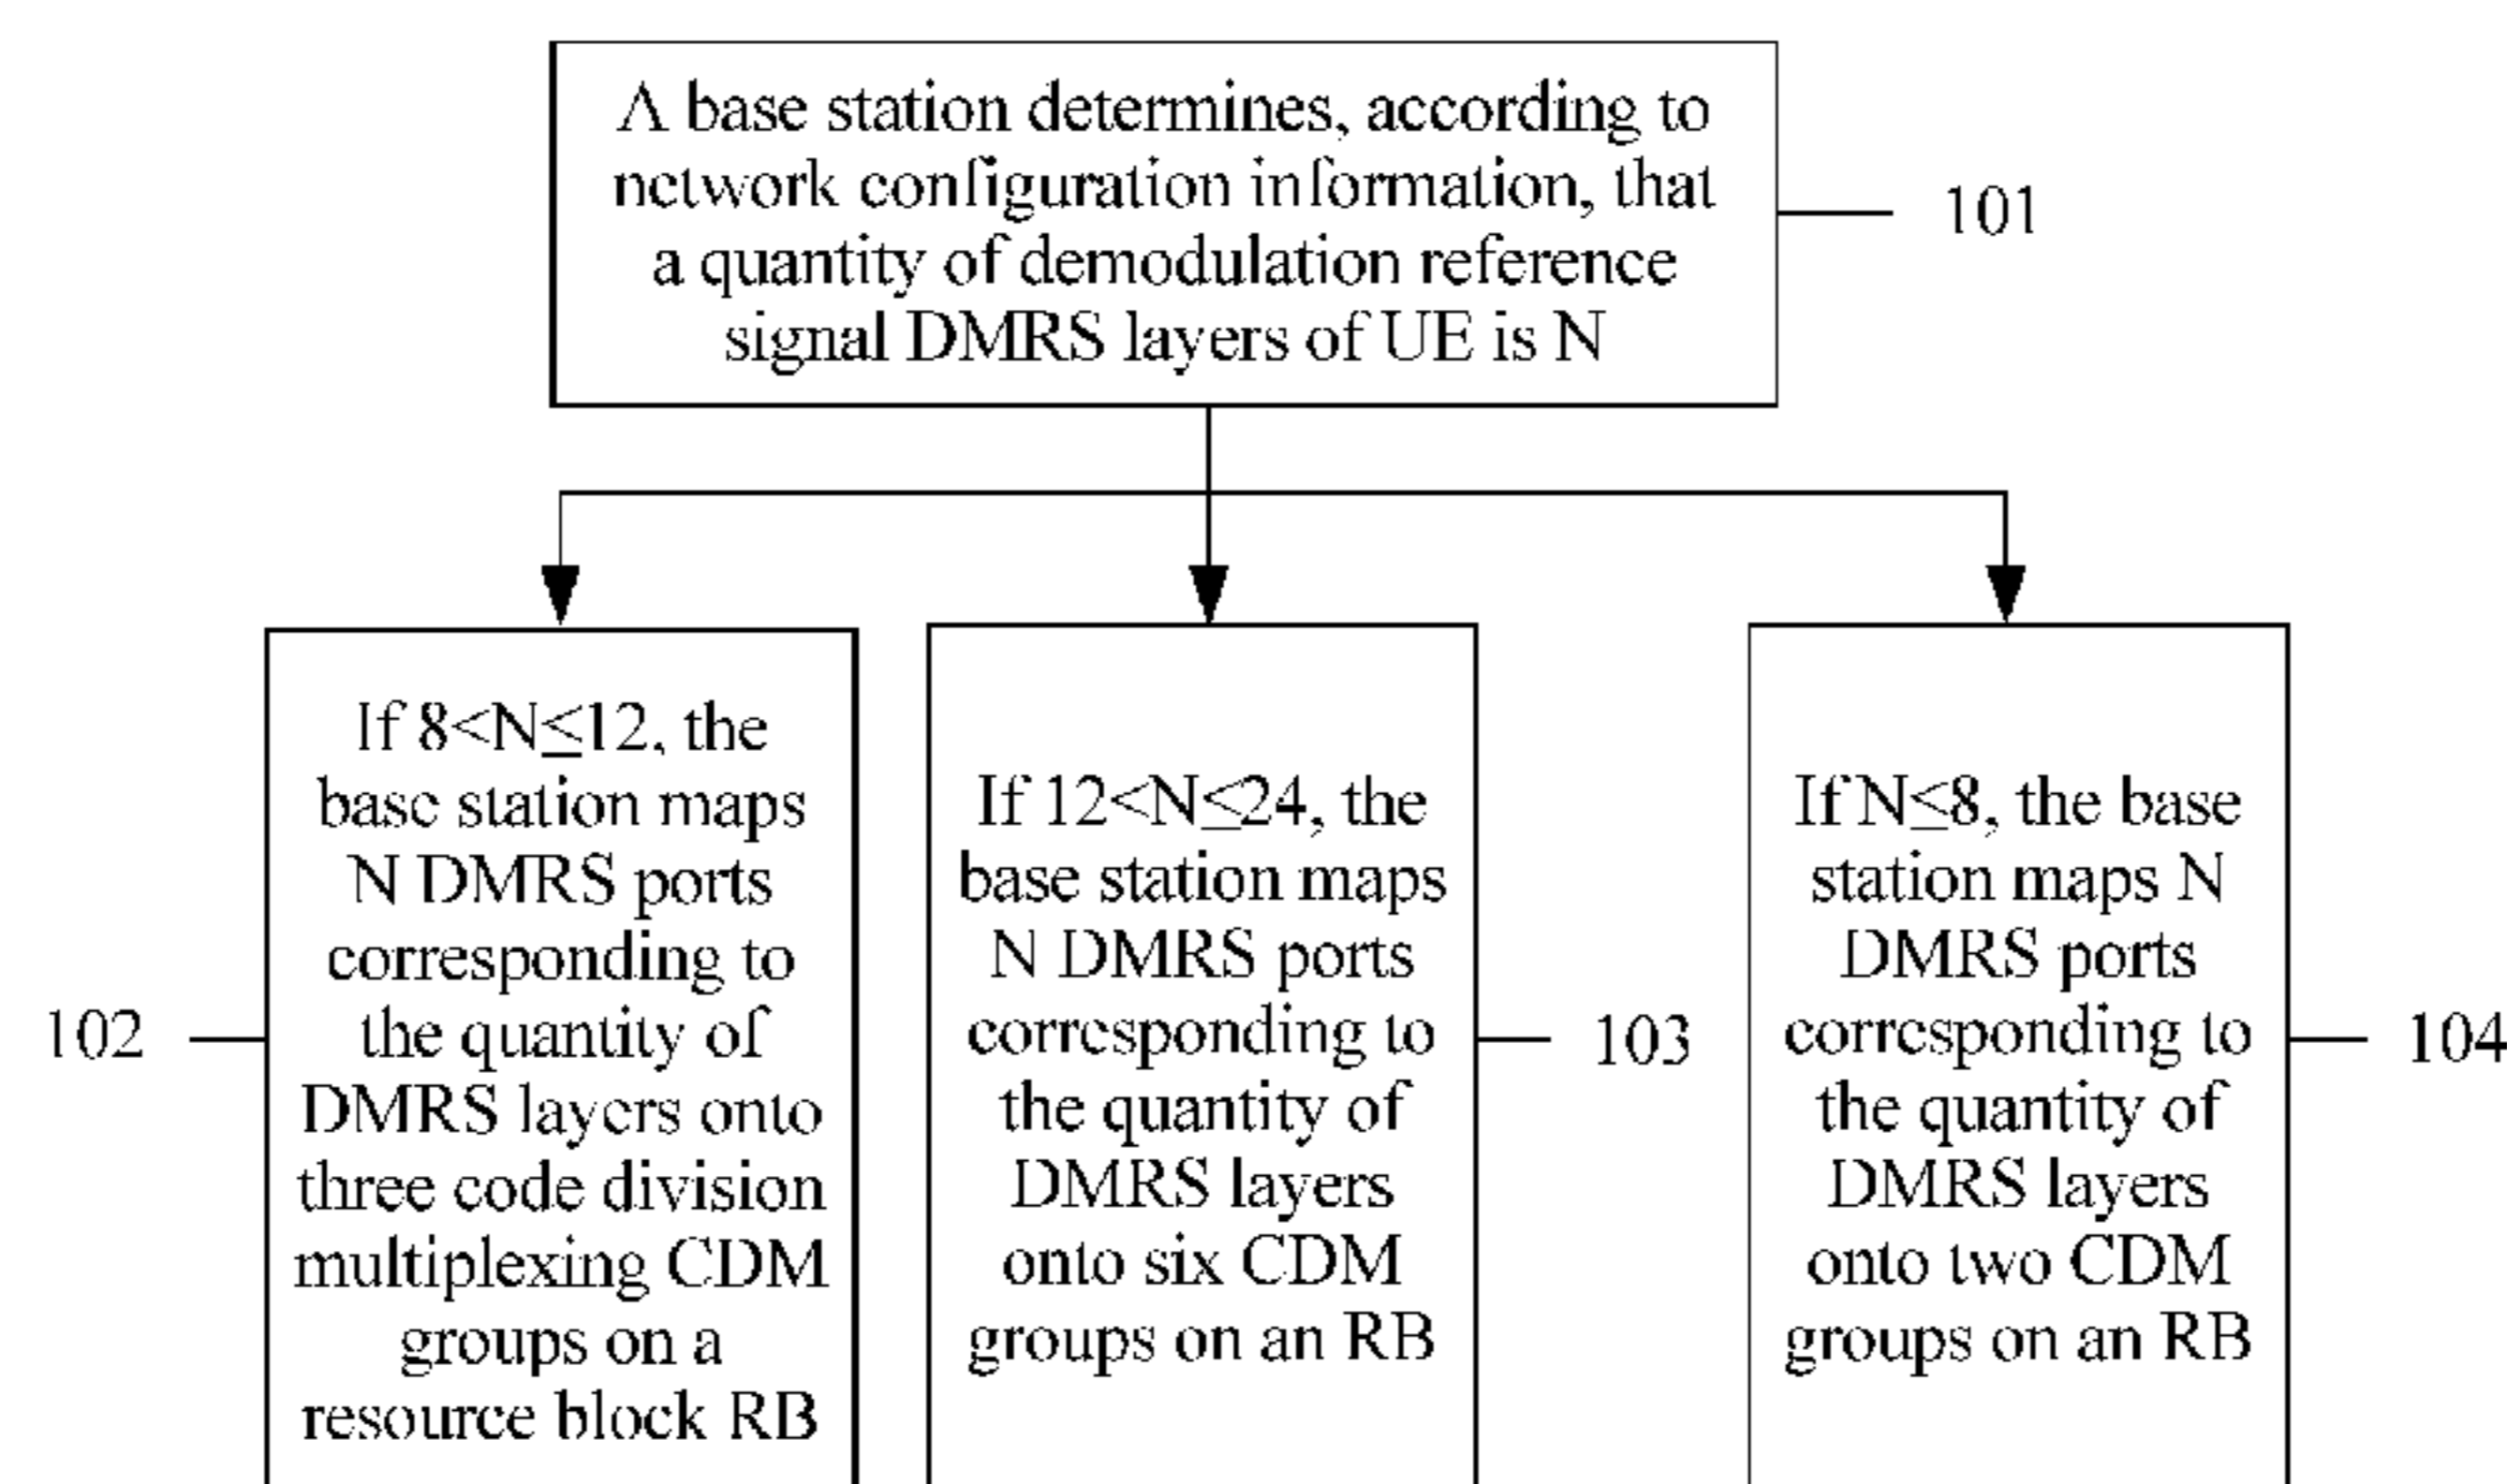 A base station determines, according to
network configuration information, that
a quantity of demodulation reference
signal DMRS layers of UE is N
101
If 8<N≤12, the
base station maps
N DMRS ports
corresponding to
the quantity of
DMRS layers onto
three code division
multiplexing CDM
groups on a
resource block RB
102
If 12<N≤24, the
base station maps
N DMRS ports
corresponding to
the quantity of
DMRS layers
onto six CDM
groups on an RB
103
If N≤8, the base
station maps N
DMRS ports
corresponding to
the quantity of
DMRS layers
onto two CDM
groups on an RB
104